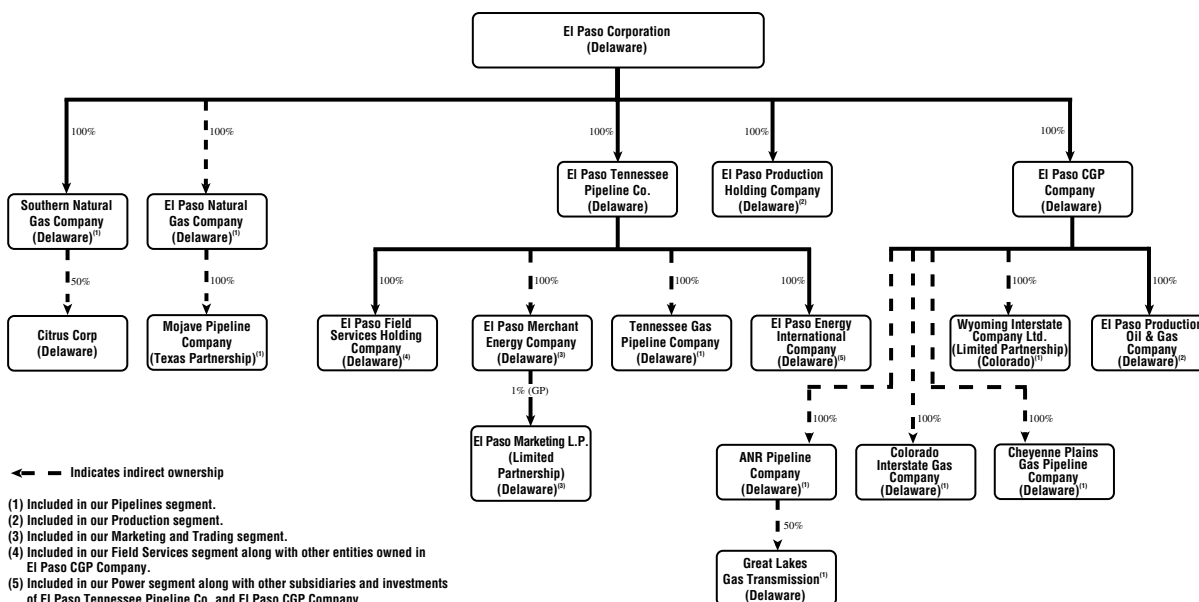 El Paso Corporation
(Delaware)
100%
100%
100%
100%
100%
Southern Natural
Gas Company
(Delaware)(1)
El Paso Natural
Gas Company
(Delaware)(1)
El Paso Tennessee
Pipeline Co.
(Delaware)
El Paso Production
Holding Company
(Delaware)(2)
El Paso CGP
Company
(Delaware)
50%
100%
100%
100%
100%
100%
100%
100%
Citrus Corp
(Delaware)
Mojave Pipeline
Company
(Texas Partnership)(1)
El Paso Field
Services Holding
Company
(Delaware)(4)
El Paso Merchant
Energy Company
(Delaware)(3)
Tennessee Gas
Pipeline Company
(Delaware)(1)
El Paso Energy
International
Company
(Delaware)(5)
Wyoming Interstate
Company Ltd.
(Limited Partnership)
(Colorado)(1)
El Paso Production
Oil & Gas
Company
(Delaware)(2)
1% (GP)
100%
100%
100%
El Paso Marketing L.P.
(Limited
Partnership)
(Delaware)(3)
ANR Pipeline
Company
(Delaware)(1)
Colorado
Interstate Gas
Company
(Delaware)(1)
Cheyenne Plains
Gas Pipeline
Company
(Delaware)(1)
50%
Great Lakes
Gas Transmission(1)
(Delaware)
Indicates indirect ownership
(1) Included in our Pipelines segment.
(2) Included in our Production segment.
(3) Included in our Marketing and Trading segment.
(4) Included in our Field Services segment along with other entities owned in
El Paso CGP Company.
(5) Included in our Power segment along with other subsidiaries and investments
of El Paso Tennessee Pipeline Co. and El Paso CGP Company